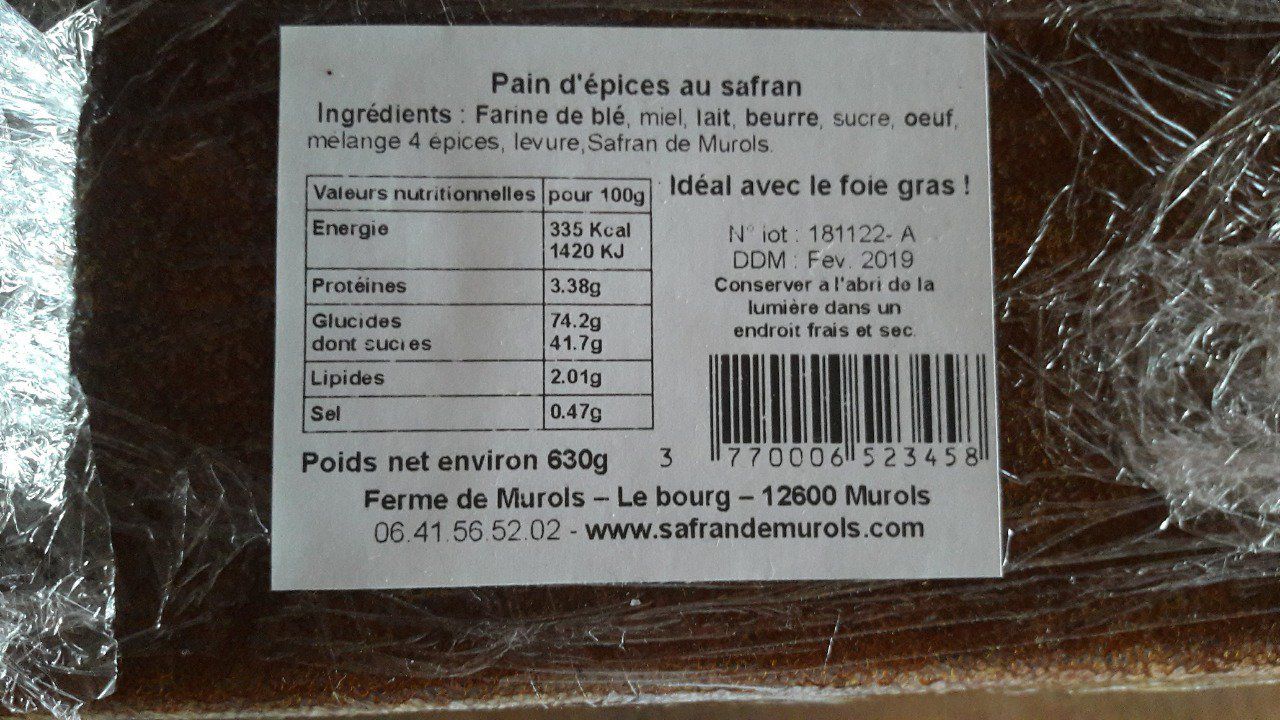 Pain d'épices au safran
Ingrédients : Farine de blé, miel, lait, beurre, sucre, oeuf,
mélange 4 épices, levure,Safran de Murols.
Valeurs nutritionnelles pour 100g
Energie 335 Kcal
1420 KJ
Protéines 3.38g
Glucides 74.2g
dont sucres 41.7g
Lipides 2.01g
Sel 0.47g
Idéal avec le foie gras !
N° lot : 181122- A
DDM : Fev. 2019
Conserver a l'abri de la
lumière dans un
endroit frais et sec.
3 770006 523458
Poids net environ 630g
Ferme de Murols – Le bourg – 12600 Murols
06.41.56.52.02 - www.safrandemurols.com